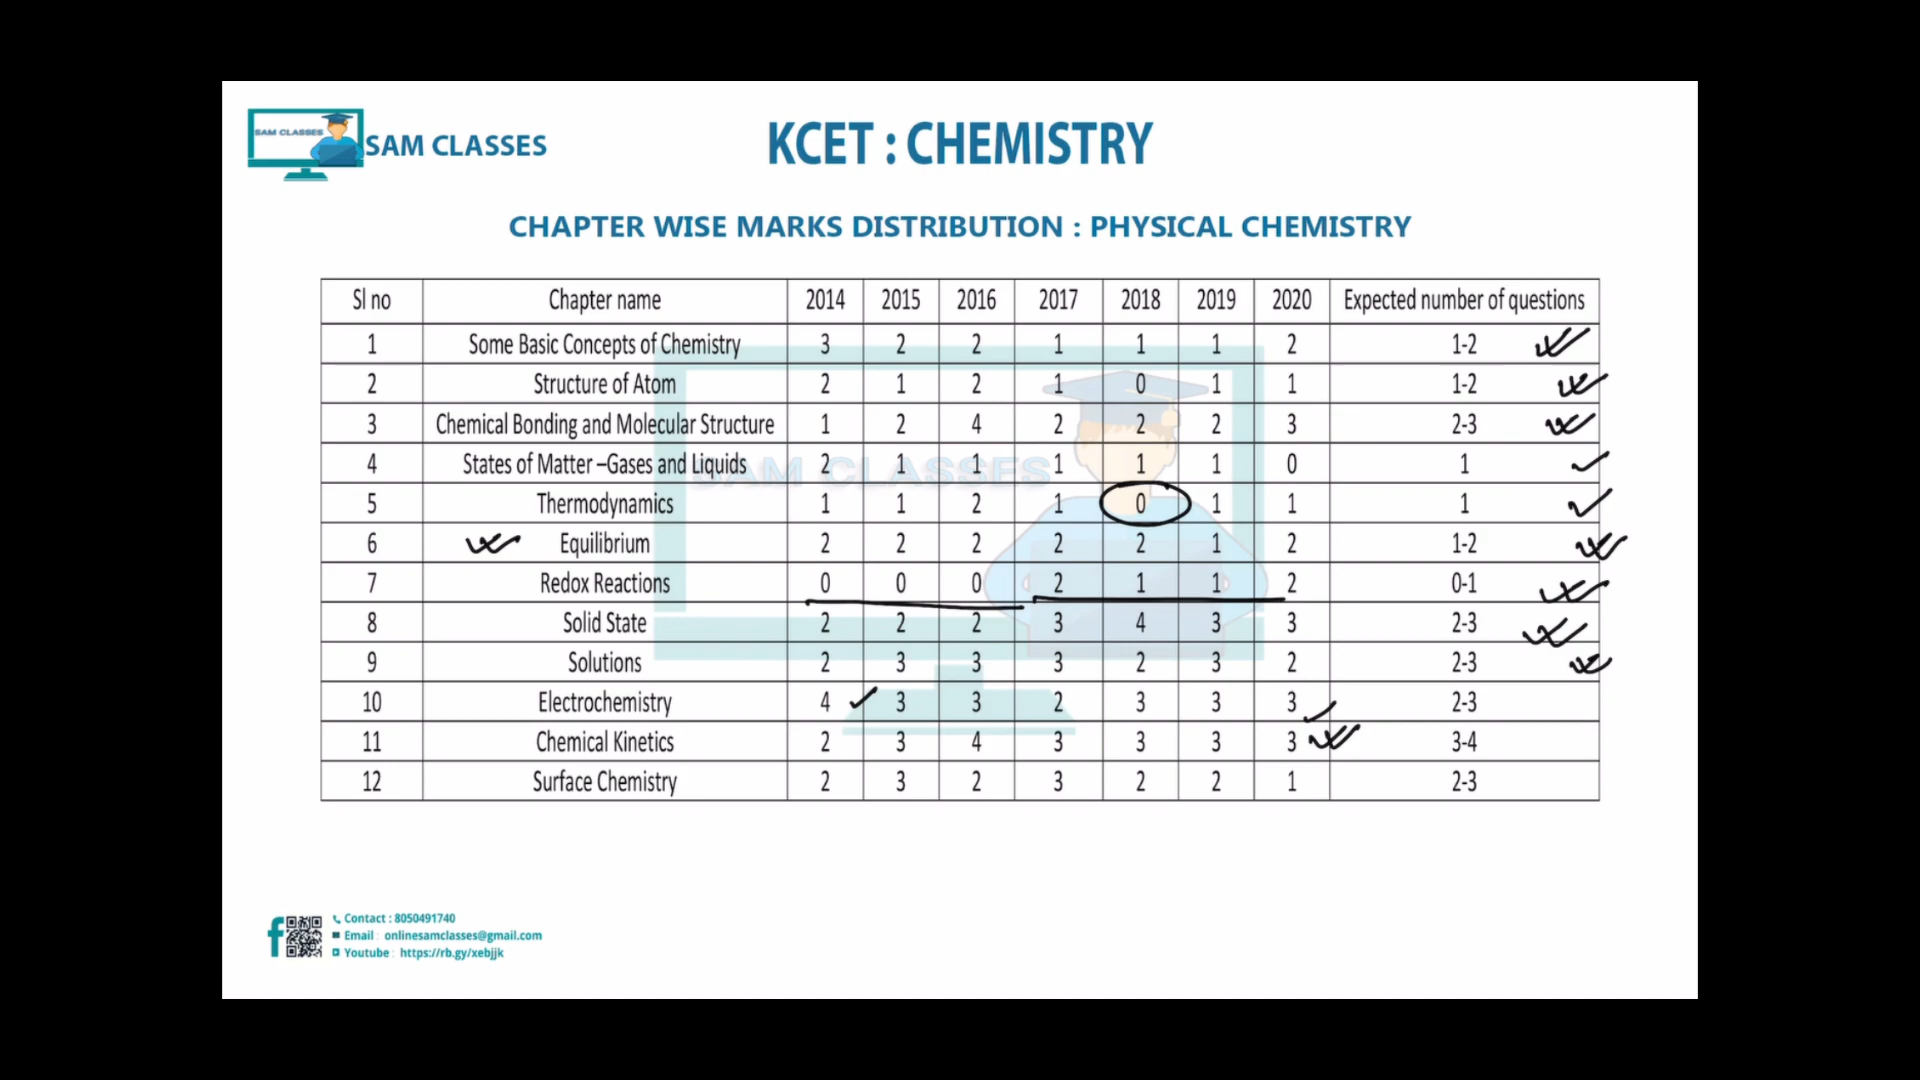 SAM CLASSES
SAM CLASSES
KCET : CHEMISTRY
CHAPTER WISE MARKS DISTRIBUTION : PHYSICAL CHEMISTRY
Sl no Chapter name 2014 2015 2016 2017 2018 2019 2020 Expected number of questions
1 Some Basic Concepts of Chemistry 3 2 2 1 1 1 2 1-2
2 Structure of Atom 2 1 2 1 0 1 1 1-2
3 Chemical Bonding and Molecular Structure 1 2 4 2 2 2 3 2-3
4 States of Matter –Gases and Liquids 2 1 1 1 1 1 0 1
SAM CLASSES
5 Thermodynamics 1 1 2 1 0 1 1 1
6 Equilibrium 2 2 2 2 2 1 2 1-2
7 Redox Reactions 0 0 0 2 1 1 2 0-1
8 Solid State 2 2 2 3 4 3 3 2-3
9 Solutions 2 3 3 3 2 3 2 2-3
10 Electrochemistry 4 3 3 2 3 3 3 2-3
11 Chemical Kinetics 2 3 4 3 3 3 3 3-4
12 Surface Chemistry 2 3 2 3 2 2 1 2-3
f
Contact : 8050491740
Email : onlinesamclasses@gmail.com
Youtube : https://rb.gy/xebjjk